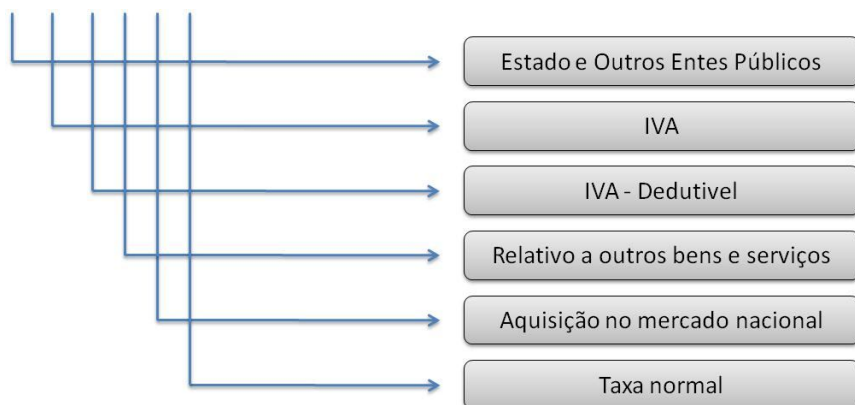 Estado e Outros Entes Públicos
IVA
IVA - Dedutivel
Relativo a outros bens e serviços
Aquisição no mercado nacional
Taxa normal